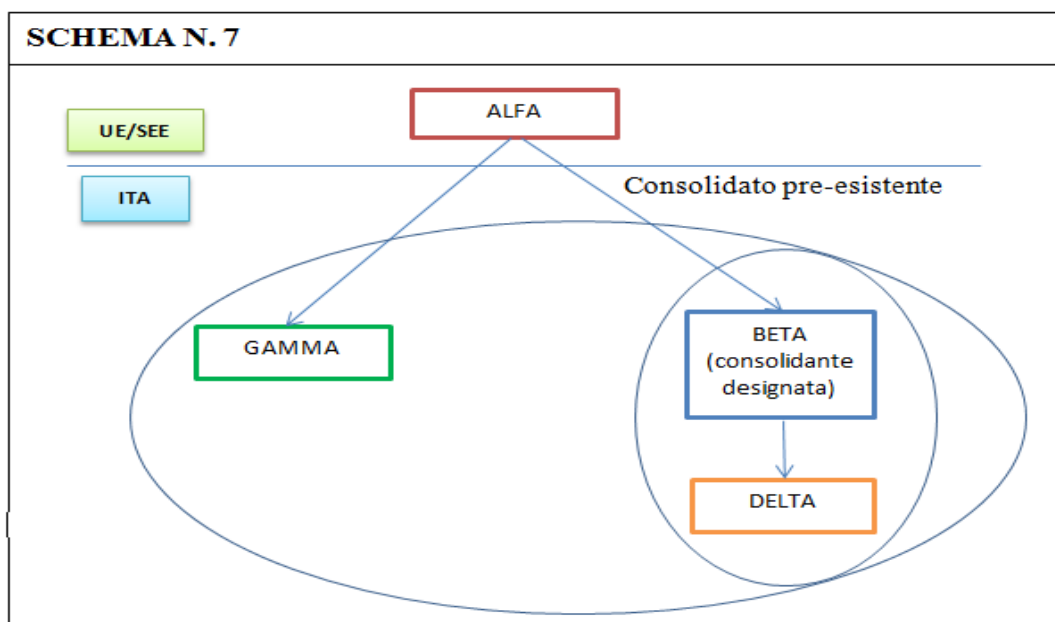 SCHEMA N. 7
ALFA
UE/SEE
ITA
Consolidato pre-esistente
GAMMA
BETA
(consolidante
designata)
DELTA